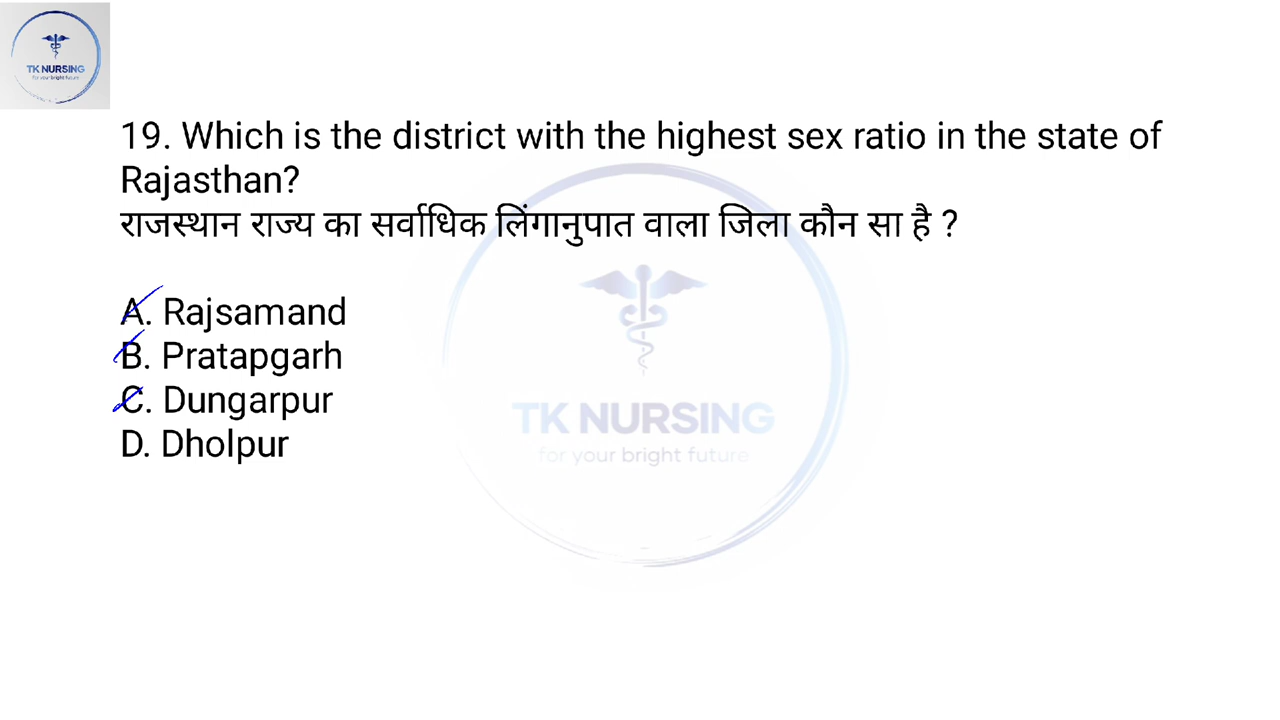 TK NURSING
for your bright future
19. Which is the district with the highest sex ratio in the state of
Rajasthan?
राजस्थान राज्य का सर्वाधिक लिंगानुपात वाला जिला कौन सा है ?
A. Rajsamand
B. Pratapgarh
C. Dungarpur
D. Dholpur
TK NURSING
for your bright future